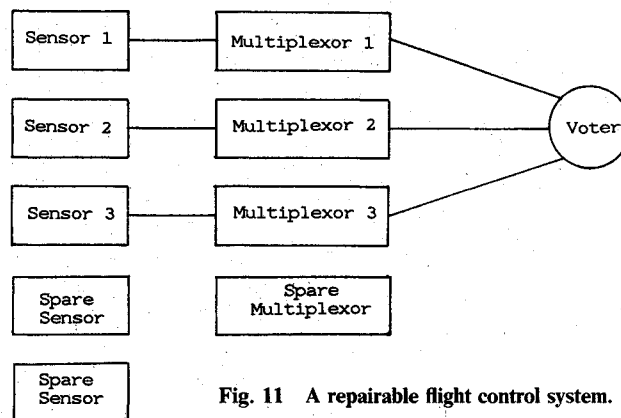 Sensor 1
Multiplexor 1
Sensor 2
Multiplexor 2
Voter
Sensor 3
Multiplexor 3
Spare
Sensor
Spare
Multiplexor
Spare
Sensor
Fig. 11 A repairable flight control system.